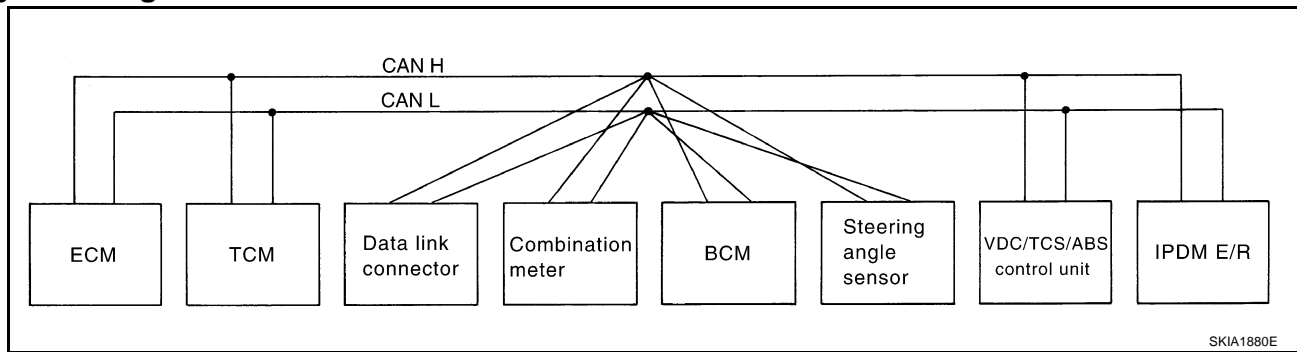 CAN H
CAN L
ECM
TCM
Data link
connector
Combination
meter
BCM
Steering
angle
sensor
VDC/TCS/ABS
control unit
IPDM E/R
SKIA1880E